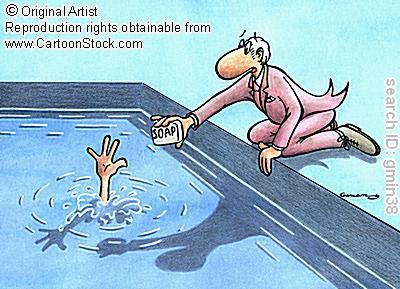 © Original Artist
Reproduction rights obtainable from
www.CartoonStock.com
SOAP
search ID: gmin38